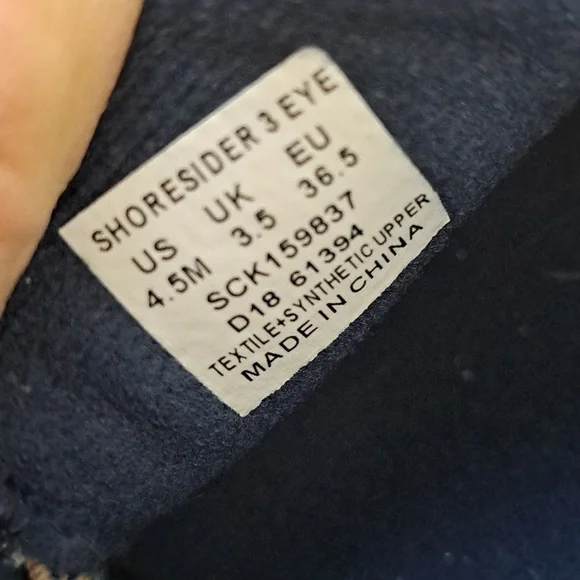 SHORESIDER 3 EYE
US UK EU
4.5M 3.5 36.5
SCK159837
D18 61394
TEXTILE+SYNTHETIC UPPER
MADE IN CHINA